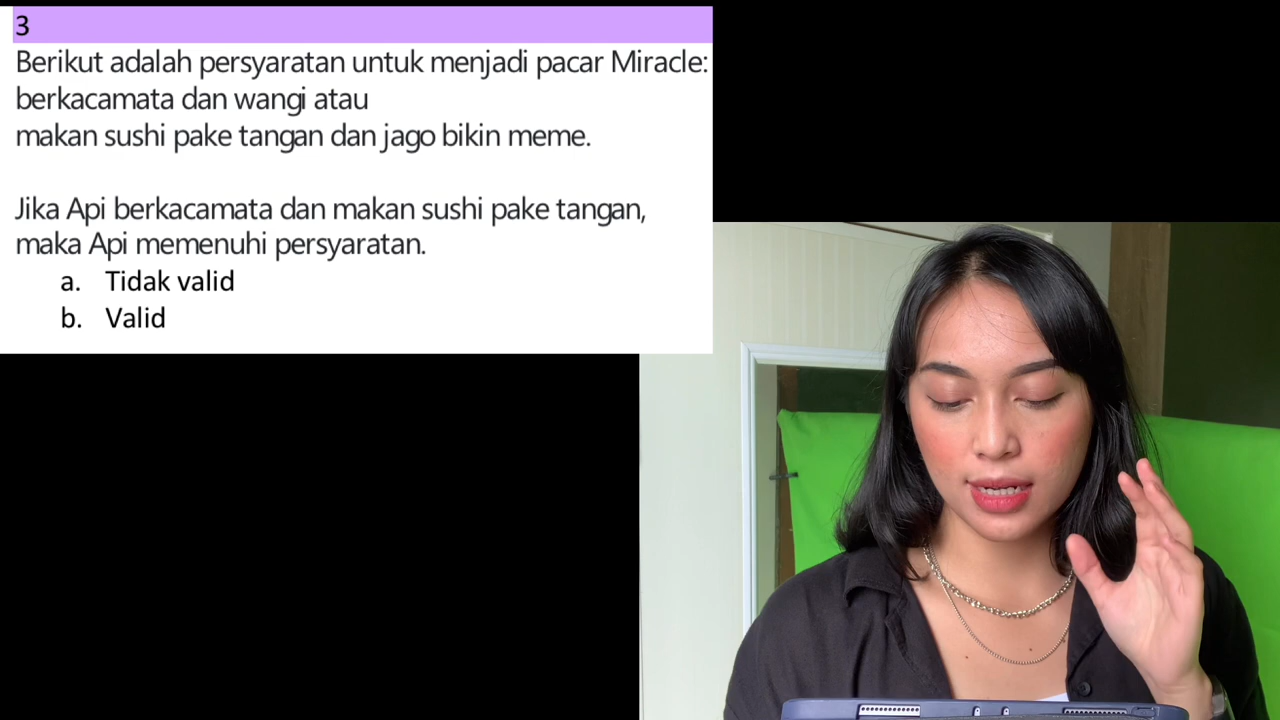 3
Berikut adalah persyaratan untuk menjadi pacar Miracle:
berkacamata dan wangi atau
makan sushi pake tangan dan jago bikin meme.
Jika Api berkacamata dan makan sushi pake tangan,
maka Api memenuhi persyaratan.
a. Tidak valid
b. Valid